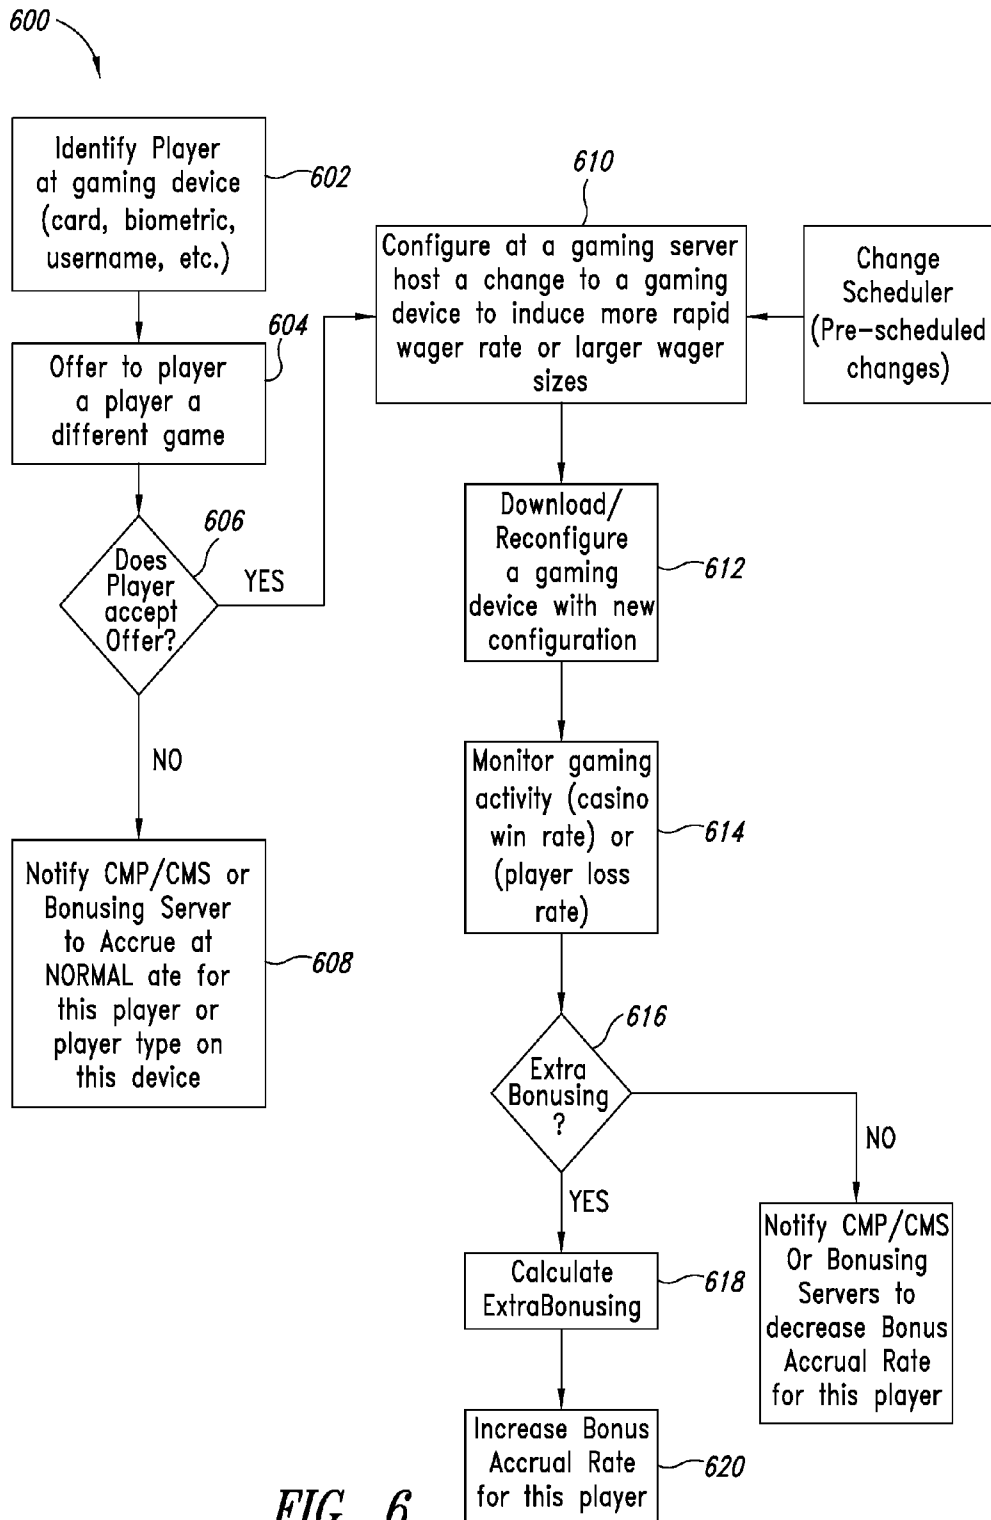 600
Identify Player
at gaming device
(card, biometric,
username, etc.)
602
Offer to player
a player a
different game
604
Does
Player
accept
Offer?
606
YES
NO
Notify CMP/CMS or
Bonusing Server
to Accrue at
NORMAL ate for
this player or
player type on
this device
608
610
Configure at a gaming server
host a change to a gaming
device to induce more rapid
wager rate or larger wager
sizes
Change
Scheduler
(Pre-scheduled
changes)
Download/
Reconfigure
a gaming
device with new
configuration
612
Monitor gaming
activity (casino
win rate) or
(player loss
rate)
614
Extra
Bonusing
?
616
NO
YES
Notify CMP/CMS
Or Bonusing
Servers to
decrease Bonus
Accrual Rate
for this player
Calculate
ExtraBonusing
618
Increase Bonus
Accrual Rate
for this player
620
FIG. 6